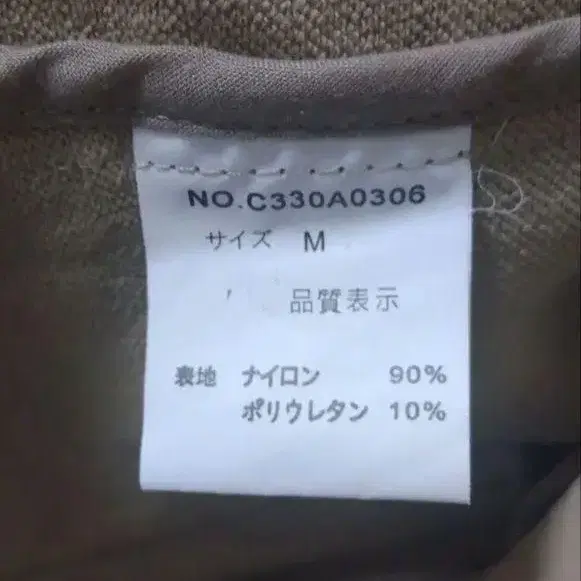 NO.C330A0306
サイズ M
品質表示
表地 ナイロン 90%
ポリウレタン 10%